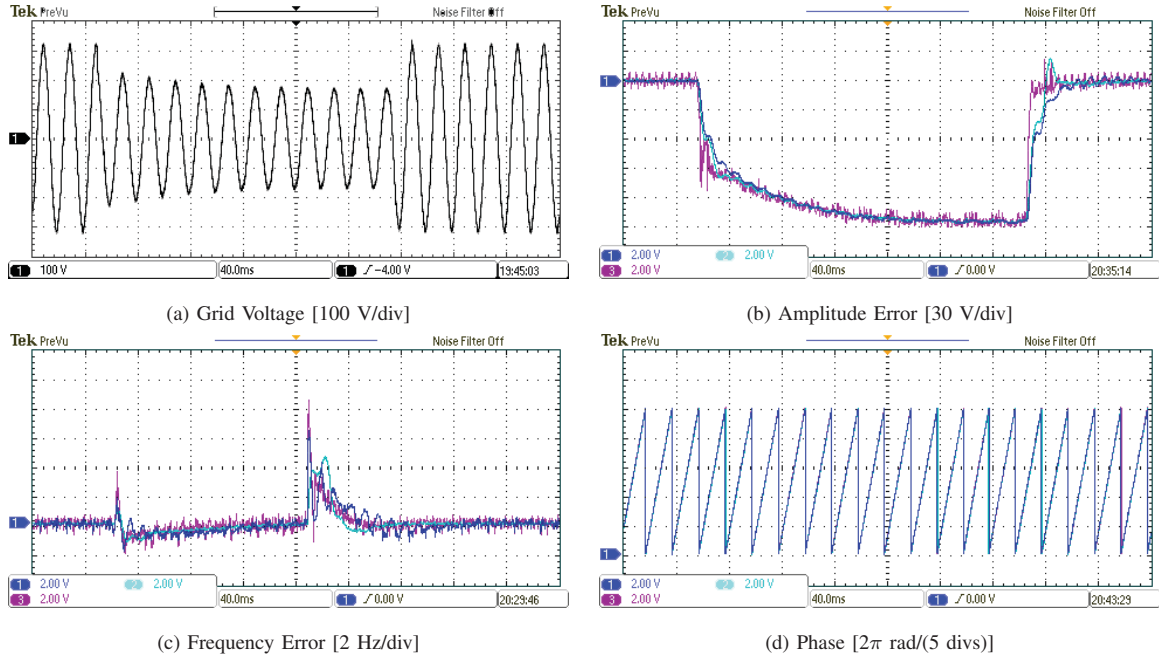 Tek PreVu Noise Filter Off
1
1 100 V 40.0ms 1 -4.00 V 19:45:03
(a) Grid Voltage [100 V/div]
Tek PreVu Noise Filter Off
1
1 2.00 V 2 2.00 V
3 2.00 V 40.0ms 1 0.00 V 20:35:14
(b) Amplitude Error [30 V/div]
Tek PreVu Noise Filter Off
1
1 2.00 V 2 2.00 V
3 2.00 V 40.0ms 1 0.00 V 20:29:46
(c) Frequency Error [2 Hz/div]
Tek PreVu Noise Filter Off
1
1 2.00 V 2 2.00 V
3 2.00 V 40.0ms 1 0.00 V 20:43:29
(d) Phase [2π rad/(5 divs)]